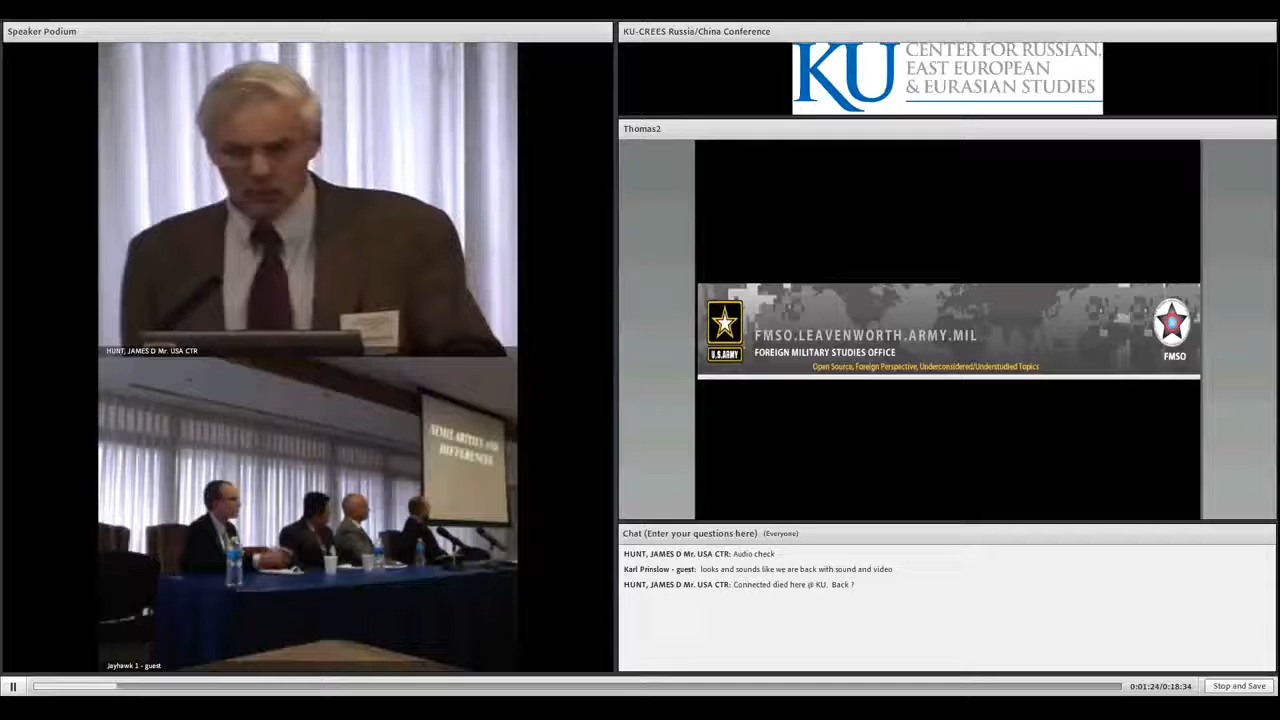 Speaker Podium
HUNT, JAMES D Mr. USA CTR
SIMILARITIES AND
DIFFERENCES
Jayhawk 1 - guest
KU-CREES Russia/China Conference
KU
CENTER FOR RUSSIAN,
EAST EUROPEAN
& EURASIAN STUDIES
Thomas2
U.S.ARMY
FMSO.LEAVENWORTH.ARMY.MIL
FOREIGN MILITARY STUDIES OFFICE
Open Source, Foreign Perspective, Underconsidered/Understudied Topics
FMSO
Chat (Enter your questions here) (Everyone)
HUNT, JAMES D Mr. USA CTR: Audio check
Karl Prinslow - guest: looks and sounds like we are back with sound and video
HUNT, JAMES D Mr. USA CTR: Connected died here @ KU. Back ?
0:01:24/0:18:34
Stop and Save